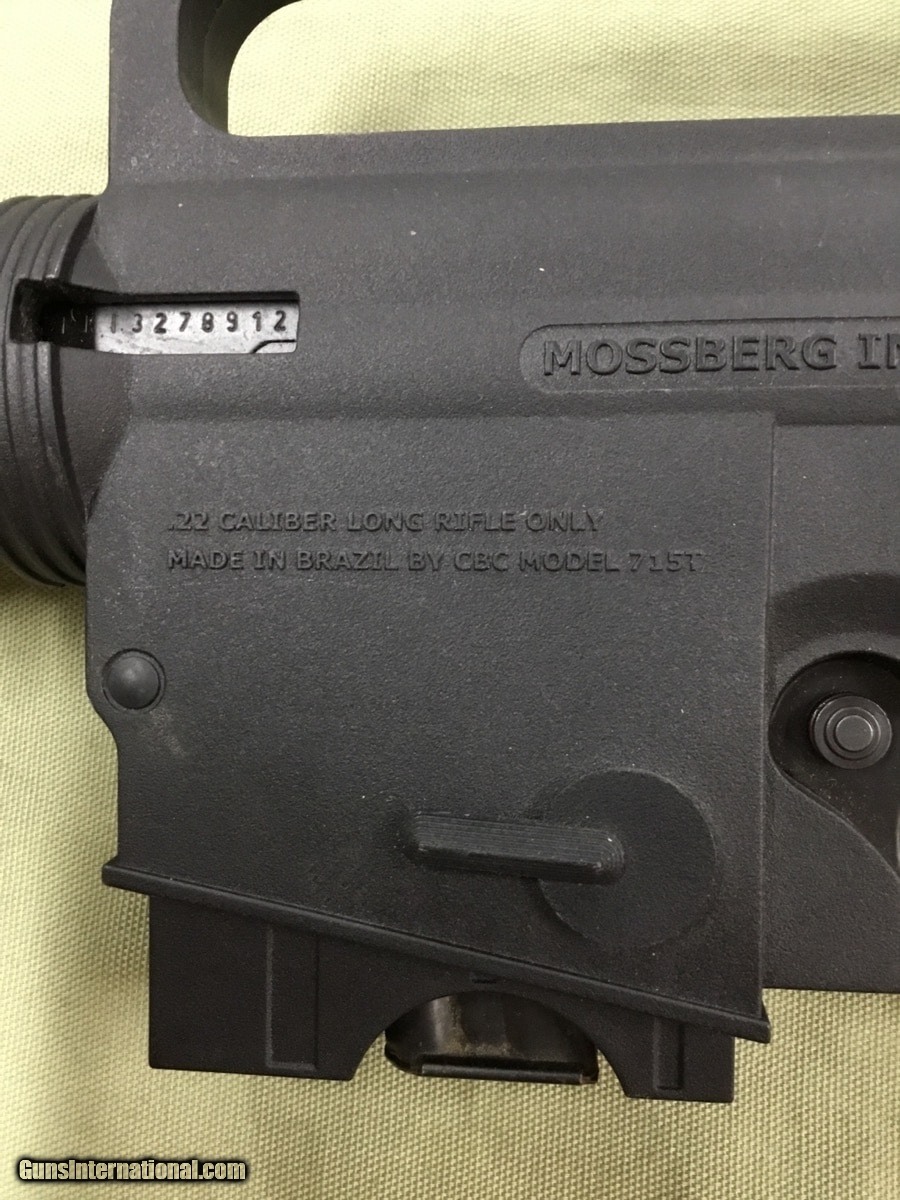 13278912
MOSSBERG IN
.22 CALIBER LONG RIFLE ONLY
MADE IN BRAZIL BY CBC MODEL 715T
GunsInternational.com